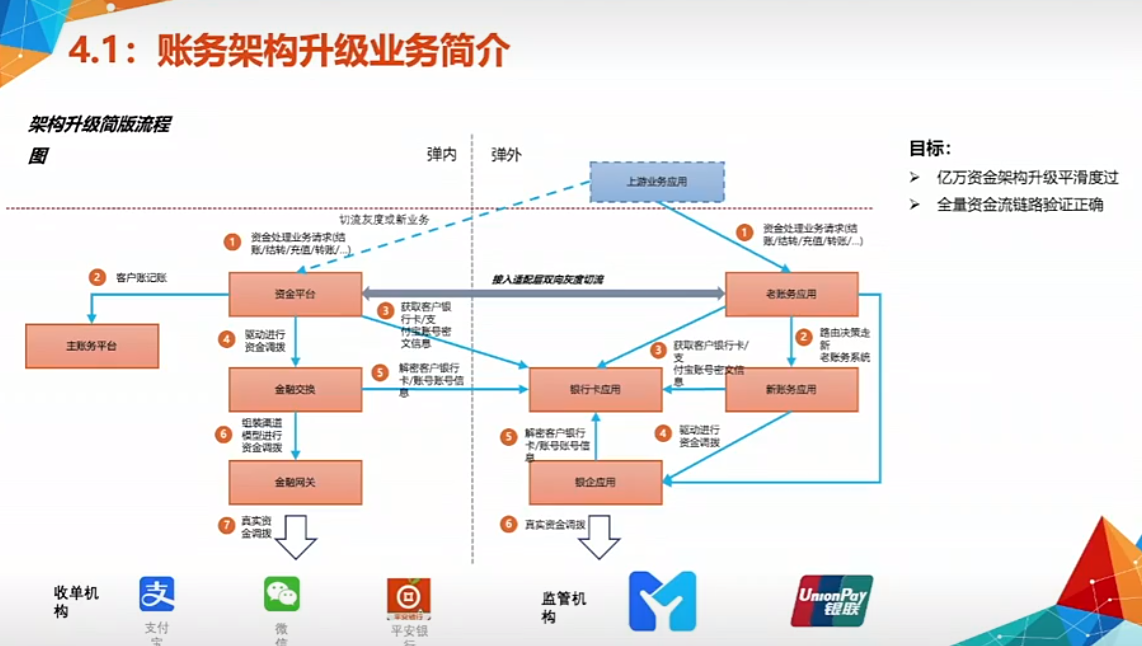 4.1：账务架构升级业务简介
架构升级简版流程
图
弹内
弹外
上游业务应用
目标：
亿万资金架构升级平滑度过
全量资金流链路验证正确
切流灰度或新业务
1
资金处理业务请求(结
账/结转/充值/转账/...)
1
资金处理业务请求(结
账/结转/充值/转账/...)
2
客户账记账
资金平台
接入适配层双向灰度切流
老账务应用
3
获取客户银
行卡/支
付宝账号密
文信息
主账务平台
4
驱动进行
资金调拨
3
获取客户银行卡/
支
付宝账号密文信
息
2
路由决策走
新
老账务系统
金融交换
5
解密客户银行
卡/账号账号信
息
银行卡应用
新账务应用
6
组装渠道
模型进行
资金调拨
5
解密客户银行
卡/账号账号信
息
4
驱动进行
资金调拨
金融网关
银企应用
7
真实资
金调拨
6
真实资金调拨
收单机
构
支
支付
宝
微
信
平安银行
平安银
行
监管机
构
UnionPay
银联